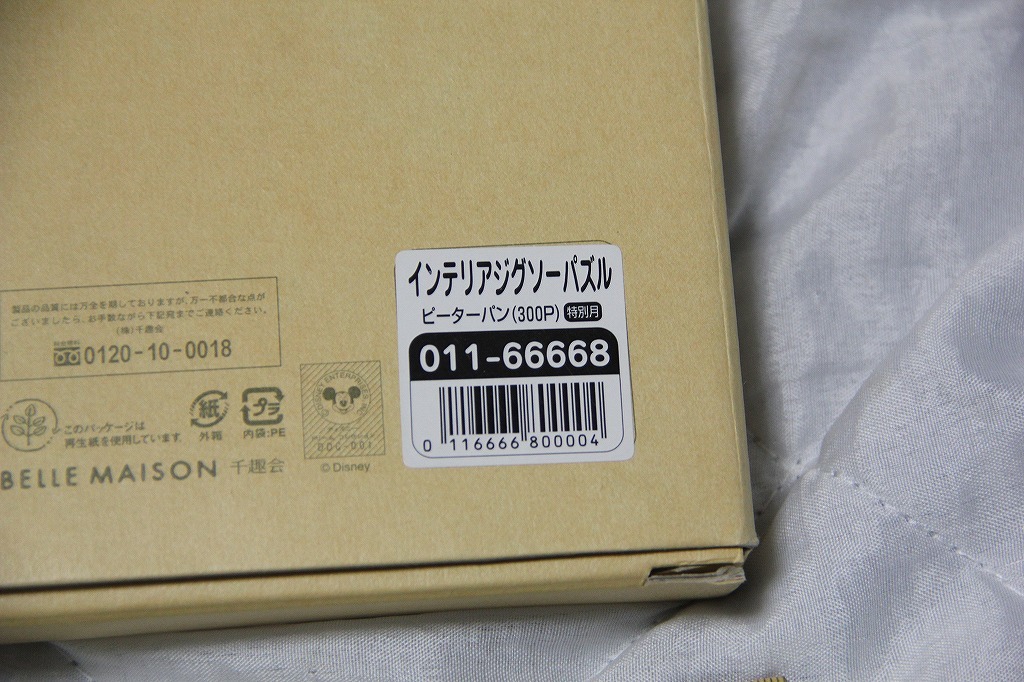 インテリアジグソーパズル
ピーターパン(300P) 特別月
011-66668
0 116666 800004
製品の品質には万全を期しておりますが、万一不都合な点が
ございましたら、お手数ながら下記宛までご連絡ください。
(株)千趣会
0120-10-0018
このパッケージは
再生紙を使用しています。
紙
外箱
プラ
内袋:PE
© Disney
BELLE MAISON 千趣会